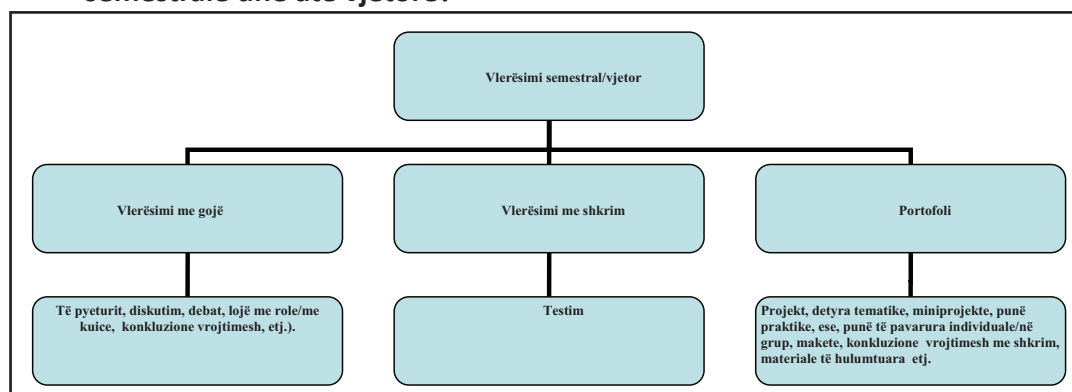 semestrale dhe atë vjetore?
Vlerësimi semestral/vjetor
Vlerësimi me gojë
Vlerësimi me shkrim
Portofoli
Të pyeturit, diskutim, debat, lojë me role/me
kuice, konkluzione vrojtimesh, etj.).
Testim
Projekt, detyra tematike, miniprojekte, punë
praktike, ese, punë të pavarura individuale/në
grup, makete, konkluzione vrojtimesh me shkrim,
materiale të hulumtuara etj.